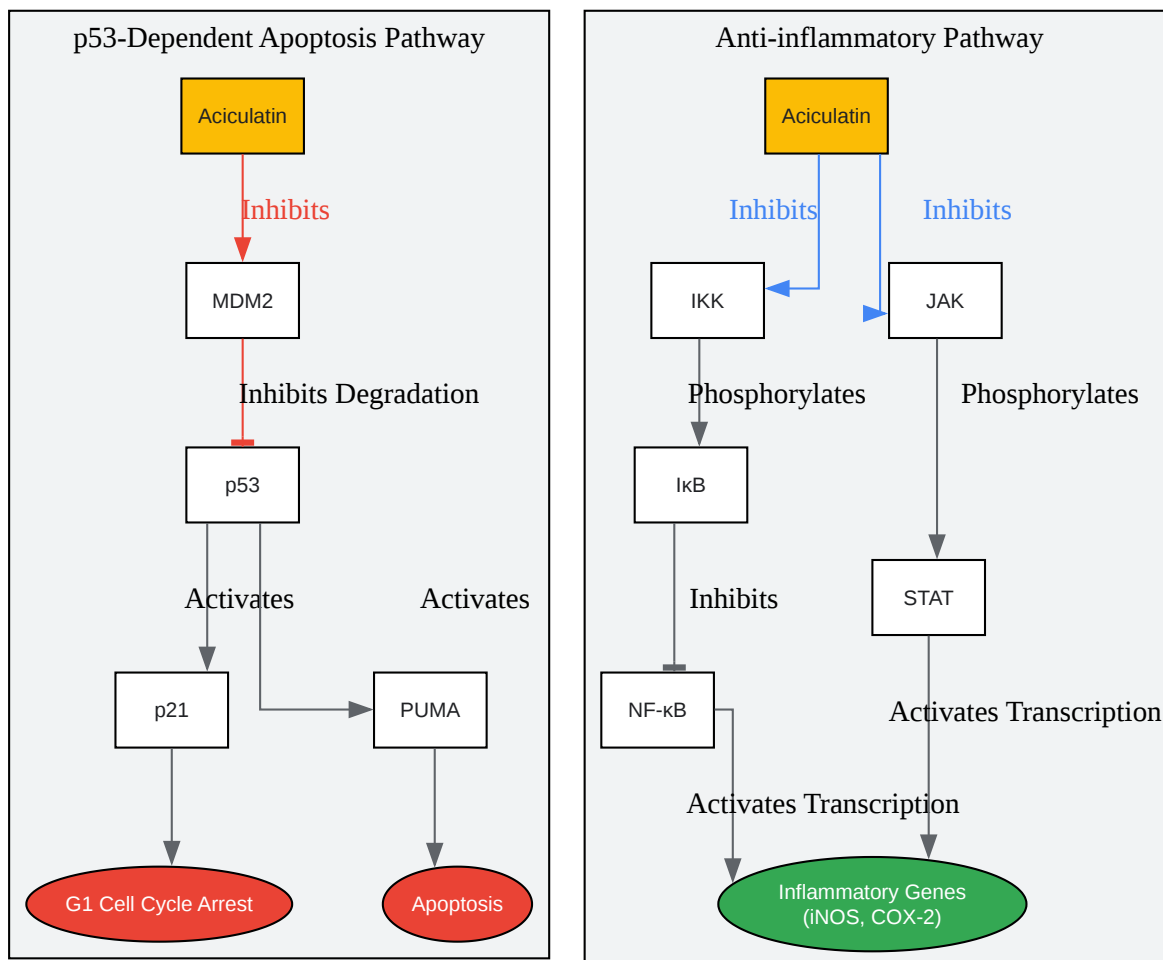 p53-Dependent Apoptosis Pathway
Aciculatin
Inhibits
MDM2
Inhibits Degradation
p53
Activates
Activates
p21
PUMA
G1 Cell Cycle Arrest
Apoptosis
Anti-inflammatory Pathway
Aciculatin
Inhibits
Inhibits
IKK
JAK
Phosphorylates
Phosphorylates
IκB
STAT
Inhibits
NF-κB
Activates Transcription
Activates Transcription
Inflammatory Genes
(iNOS, COX-2)